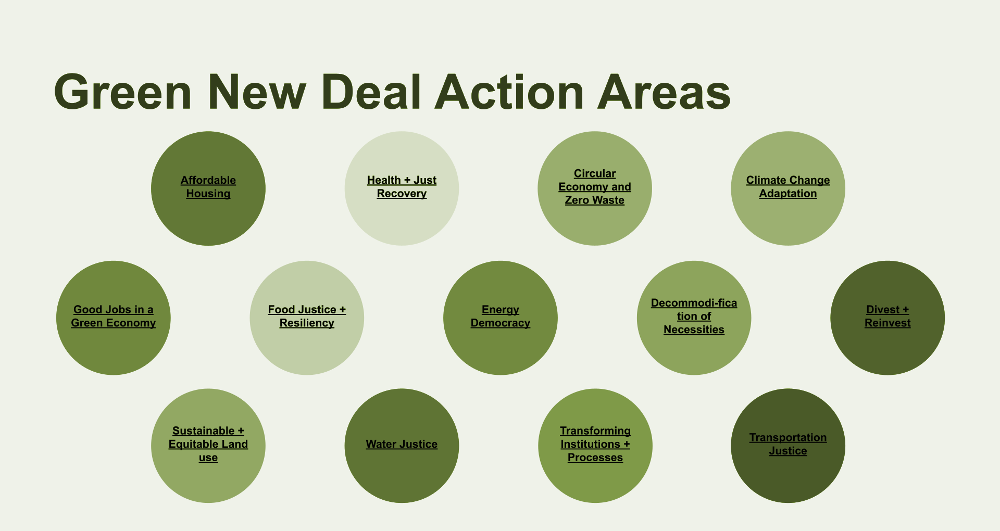 Green New Deal Action Areas
Affordable
Housing
Health + Just
Recovery
Circular
Economy and
Zero Waste
Climate Change
Adaptation
Good Jobs in a
Green Economy
Food Justice +
Resiliency
Energy
Democracy
Decommodi-fica
tion of
Necessities
Divest +
Reinvest
Sustainable +
Equitable Land
use
Water Justice
Transforming
Institutions +
Processes
Transportation
Justice